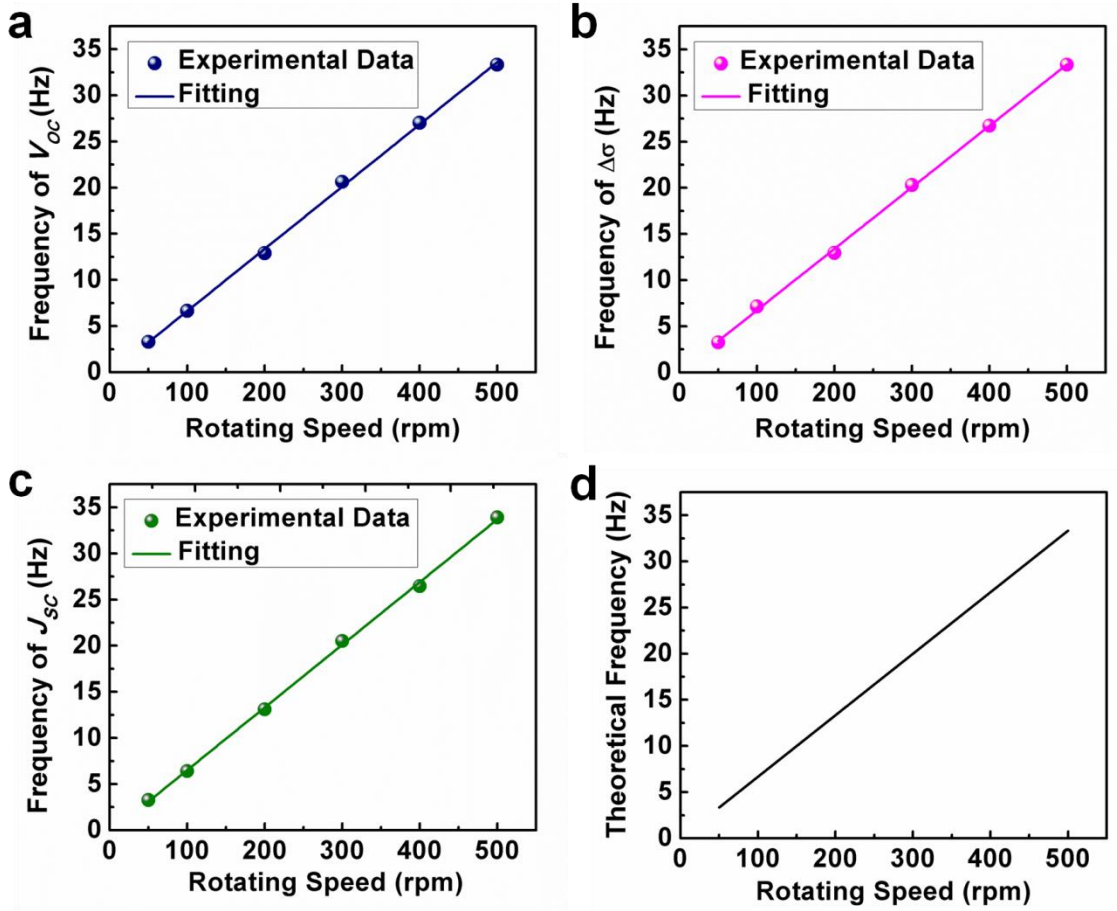 a
Experimental Data
Fitting
Frequency of V_OC (Hz)
35
30
25
20
15
10
5
0
0 100 200 300 400 500
Rotating Speed (rpm)
b
Experimental Data
Fitting
Frequency of Δσ (Hz)
35
30
25
20
15
10
5
0
0 100 200 300 400 500
Rotating Speed (rpm)
c
Experimental Data
Fitting
Frequency of J_SC (Hz)
35
30
25
20
15
10
5
0
0 100 200 300 400 500
Rotating Speed (rpm)
d
Theoretical Frequency (Hz)
35
30
25
20
15
10
5
0
0 100 200 300 400 500
Rotating Speed (rpm)